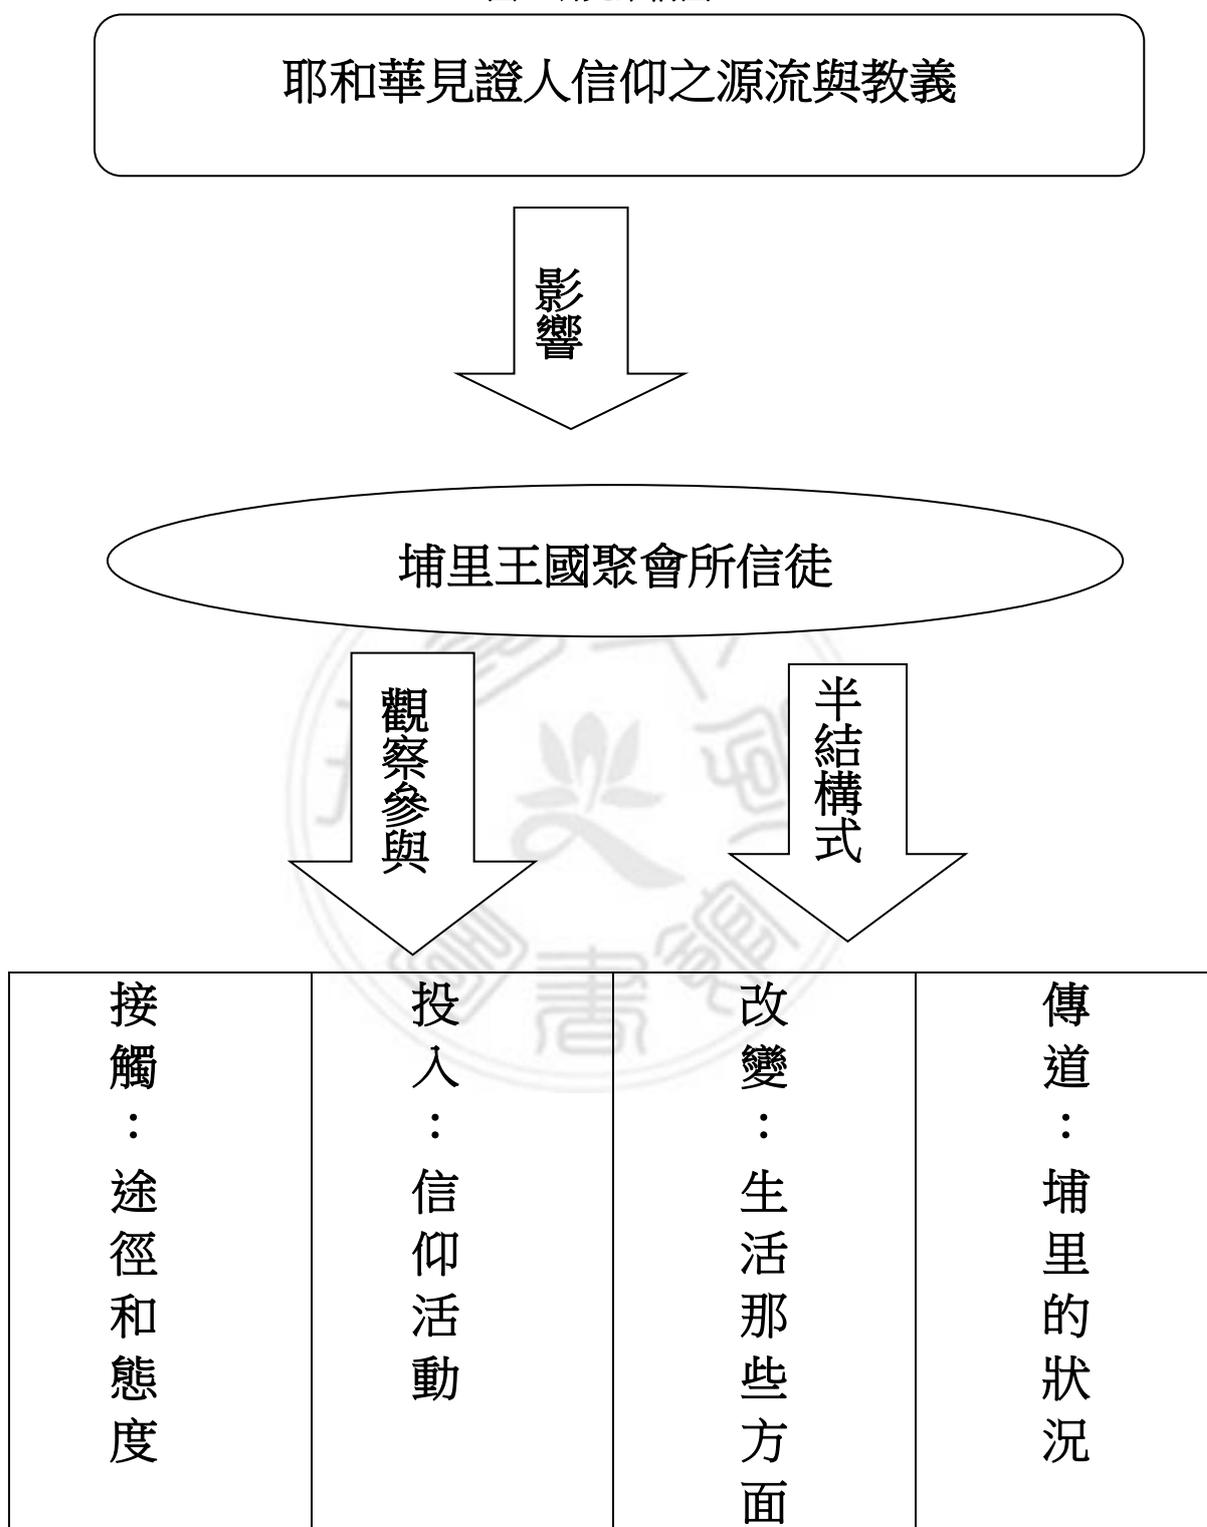 耶和華見證人信仰之源流與教義
影響
埔里王國聚會所信徒
觀察參與
半結構式
接觸：途徑和態度
投入：信仰活動
改變：生活那些方面
傳道：埔里的狀況